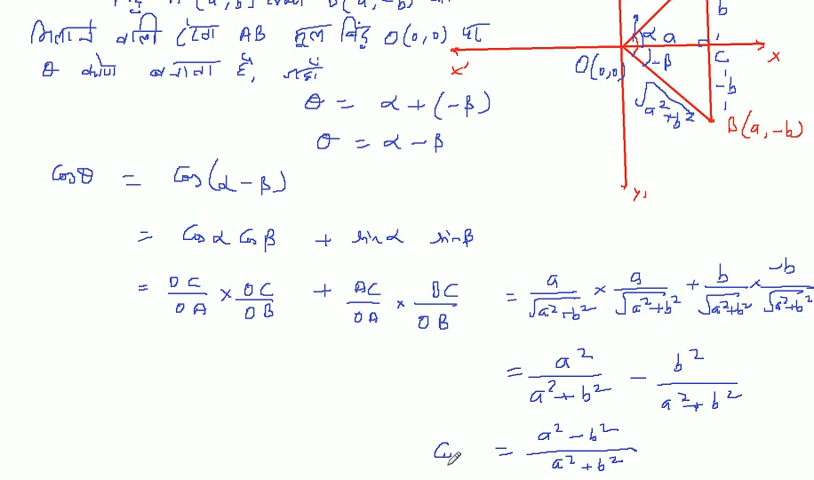 मिलाने वाली रेखा AB मूल बिंदु O(0,0) पर
θ कोण बनाता है,
θ = α + (-β)
θ = α - β
Cosθ = Cos(α - β)
= Cosα Cosβ + sinα sinβ
= OC/OA × OC/OB + AC/OA × BC/OB
= a/√a²+b² × a/√a²+b² + b/√a²+b² × -b/√a²+b²
= a²/a²+b² - b²/a²+b²
= a²-b²/a²+b²
b
α a
X' X
O(0,0) -β C
-b
√a²+b²
B(a,-b)
y'